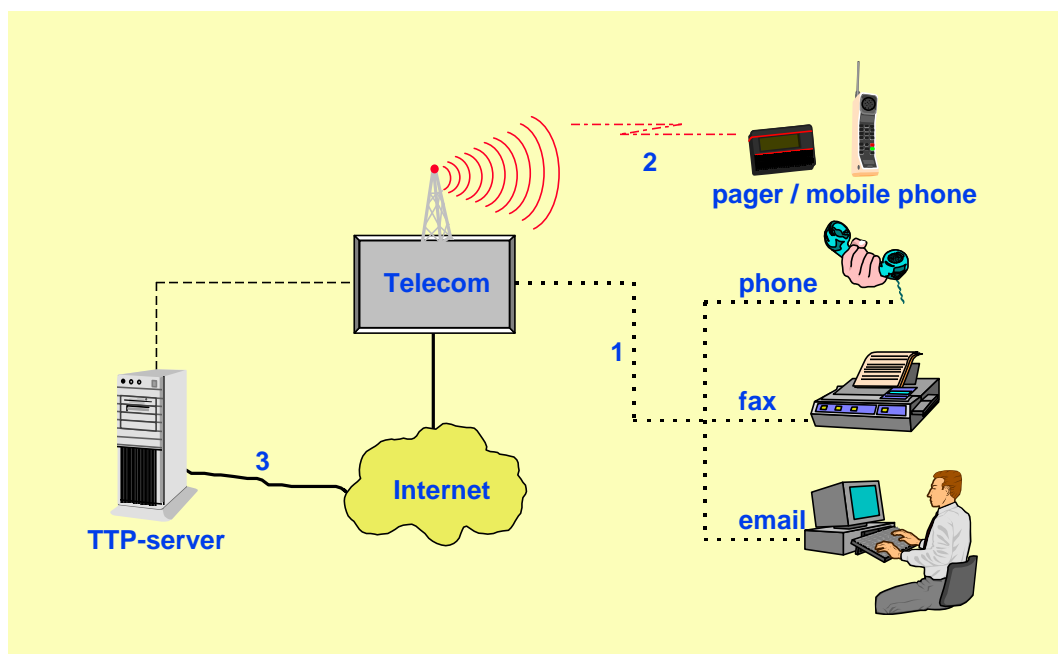 2
pager / mobile phone
Telecom
phone
1
fax
3
Internet
email
TTP-server